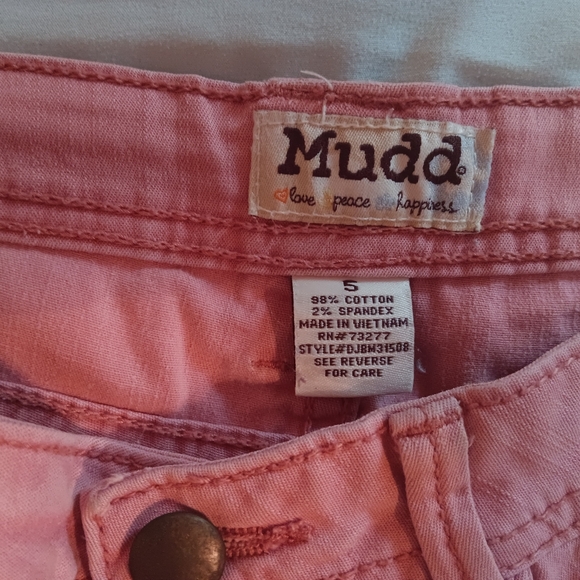 Mudd®
love peace happiness
5
98% COTTON
2% SPANDEX
MADE IN VIETNAM
RN#73277
STYLE#DJBM31508
SEE REVERSE
FOR CARE